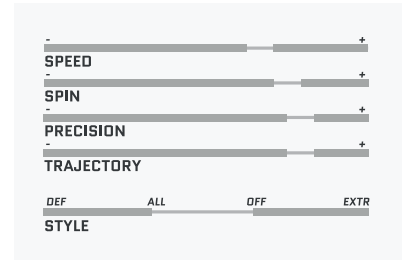 - +
SPEED
- +
SPIN
- +
PRECISION
- +
TRAJECTORY
DEF ALL OFF EXTR
STYLE